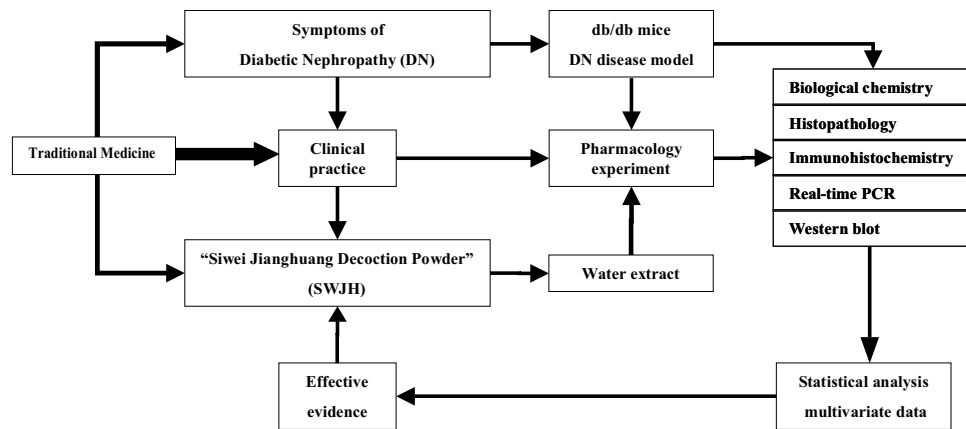 Symptoms of
Diabetic Nephropathy (DN)
db/db mice
DN disease model
Biological chemistry
Histopathology
Immunohistochemistry
Real-time PCR
Western blot
Traditional Medicine
Clinical
practice
Pharmacology
experiment
“Siwei Jianghuang Decoction Powder”
(SWJH)
Water extract
Effective
evidence
Statistical analysis
multivariate data